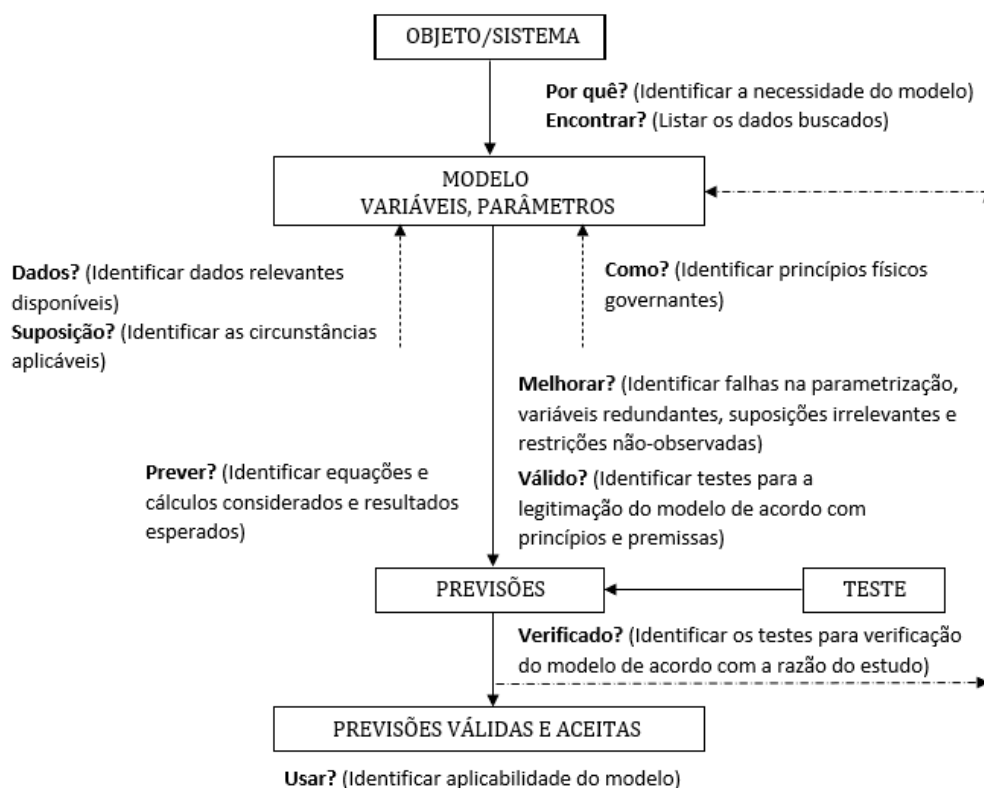 OBJETO/SISTEMA
Por quê? (Identificar a necessidade do modelo)
Encontrar? (Listar os dados buscados)
MODELO
VARIÁVEIS, PARÂMETROS
Dados? (Identificar dados relevantes
disponíveis)
Suposição? (Identificar as circunstâncias
aplicáveis)
Como? (Identificar princípios físicos
governantes)
Melhorar? (Identificar falhas na parametrização,
variáveis redundantes, suposições irrelevantes e
restrições não-observadas)
Prever? (Identificar equações e
cálculos considerados e resultados
esperados)
Válido? (Identificar testes para a
legitimação do modelo de acordo com
princípios e premissas)
PREVISÕES
TESTE
Verificado? (Identificar os testes para verificação
do modelo de acordo com a razão do estudo)
PREVISÕES VÁLIDAS E ACEITAS
Usar? (Identificar aplicabilidade do modelo)